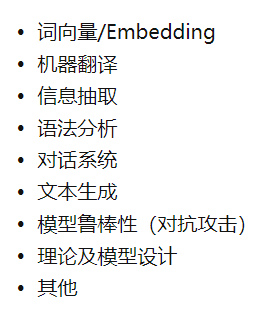 • 词向量/Embedding
• 机器翻译
• 信息抽取
• 语法分析
• 对话系统
• 文本生成
• 模型鲁棒性（对抗攻击）
• 理论及模型设计
• 其他